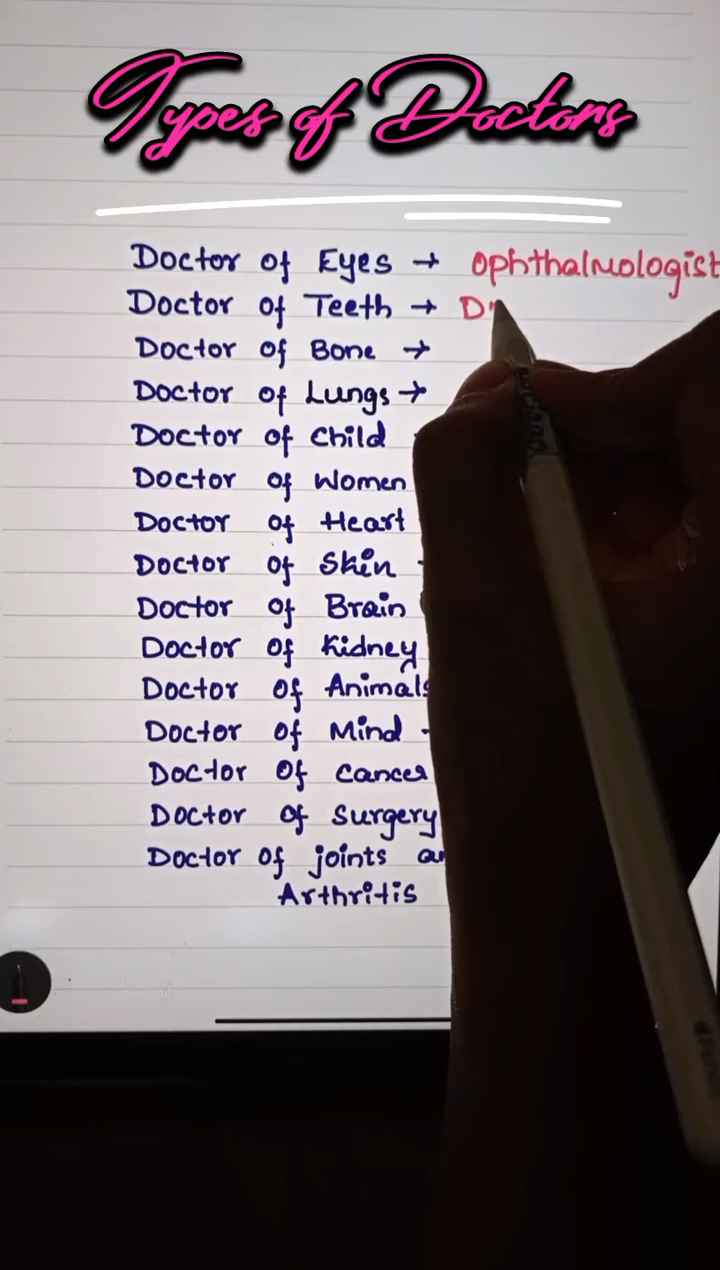 Types of Doctors
Doctor of Eyes → Ophthalmologist
Doctor of Teeth → D
Doctor of Bone →
Doctor of Lungs →
Doctor of Child
Doctor of Women
Doctor of Heart
Doctor of Skin
Doctor of Brain
Doctor of Kidney
Doctor of Animals
Doctor of Mind
Doctor of Cancer
Doctor of Surgery
Doctor of joints
Arthritis